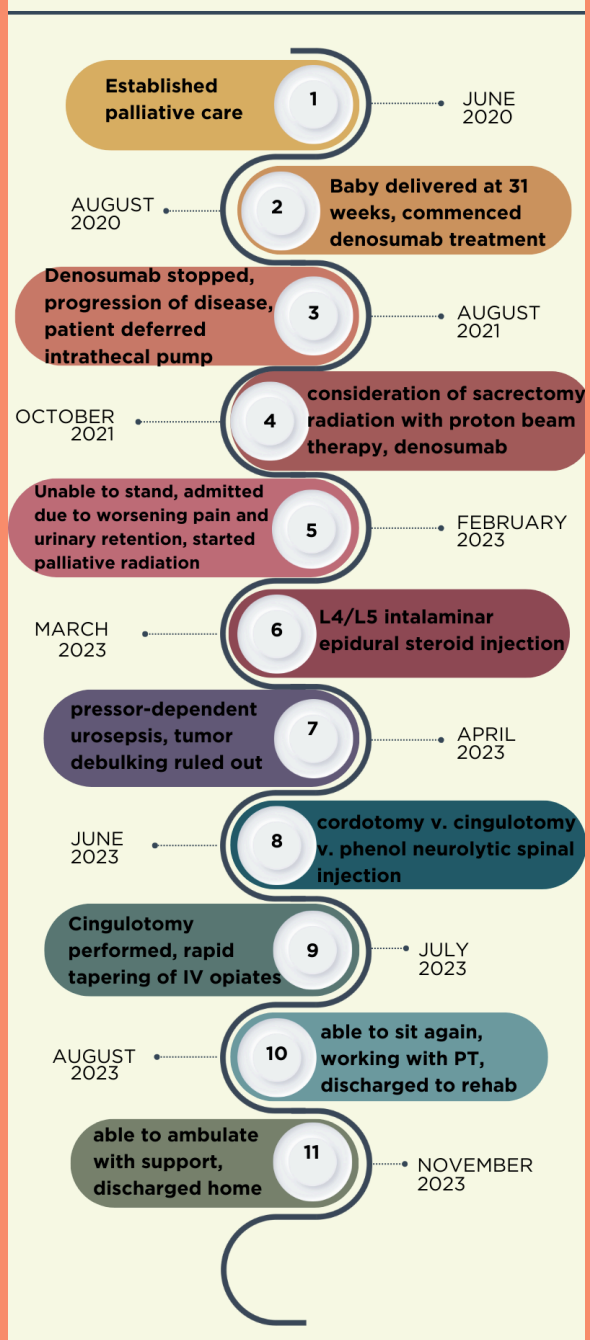 Established
palliative care
1
JUNE
2020
AUGUST
2020
2
Baby delivered at 31
weeks, commenced
denosumab treatment
Denosumab stopped,
progression of disease,
patient deferred
intrathecal pump
3
AUGUST
2021
OCTOBER
2021
4
consideration of sacrectomy
radiation with proton beam
therapy, denosumab
Unable to stand, admitted
due to worsening pain and
urinary retention, started
palliative radiation
5
FEBRUARY
2023
MARCH
2023
6
L4/L5 intalaminar
epidural steroid injection
pressor-dependent
urosepsis, tumor
debulking ruled out
7
APRIL
2023
JUNE
2023
8
cordotomy v. cingulotomy
v. phenol neurolytic spinal
injection
Cingulotomy
performed, rapid
tapering of IV opiates
9
JULY
2023
AUGUST
2023
10
able to sit again,
working with PT,
discharged to rehab
able to ambulate
with support,
discharged home
11
NOVEMBER
2023